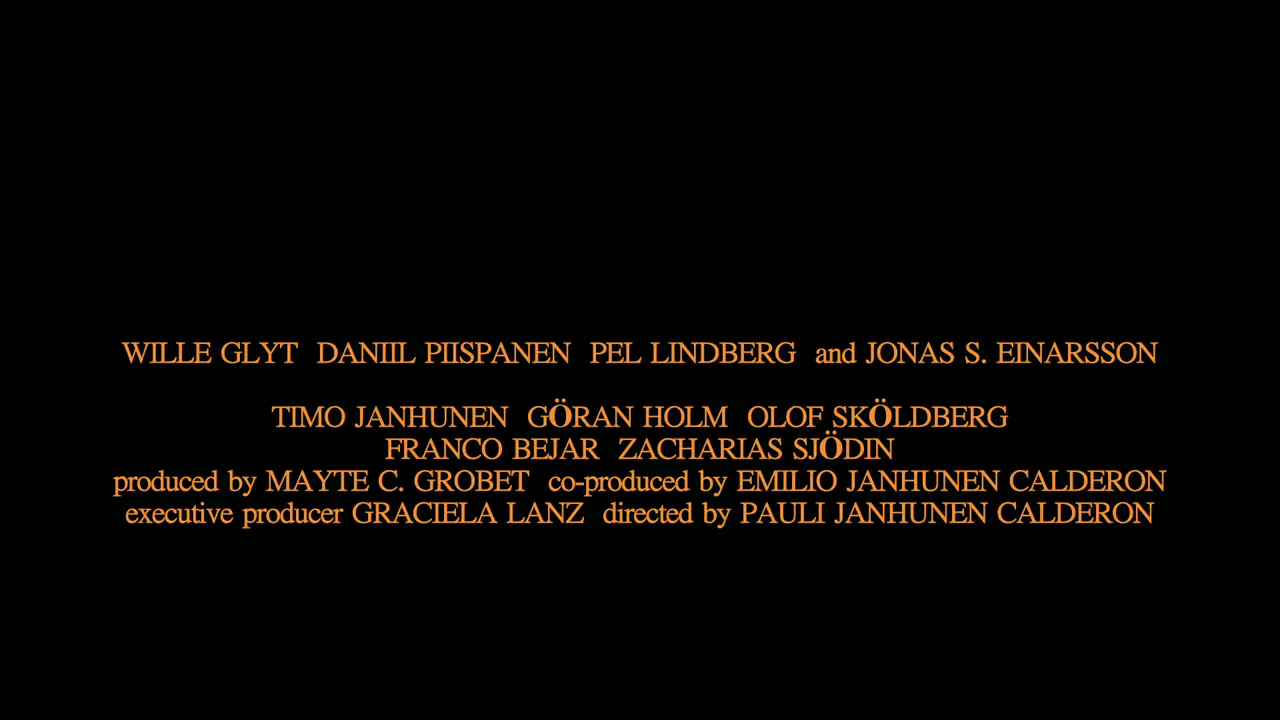 WILLE GLYT DANIIL PIISPANEN PEL LINDBERG and JONAS S. EINARSSON
TIMO JANHUNEN GÖRAN HOLM OLOF SKÖLDBERG
FRANCO BEJAR ZACHARIAS SJÖDIN
produced by MAYTE C. GROBET co-produced by EMILIO JANHUNEN CALDERON
executive producer GRACIELA LANZ directed by PAULI JANHUNEN CALDERON